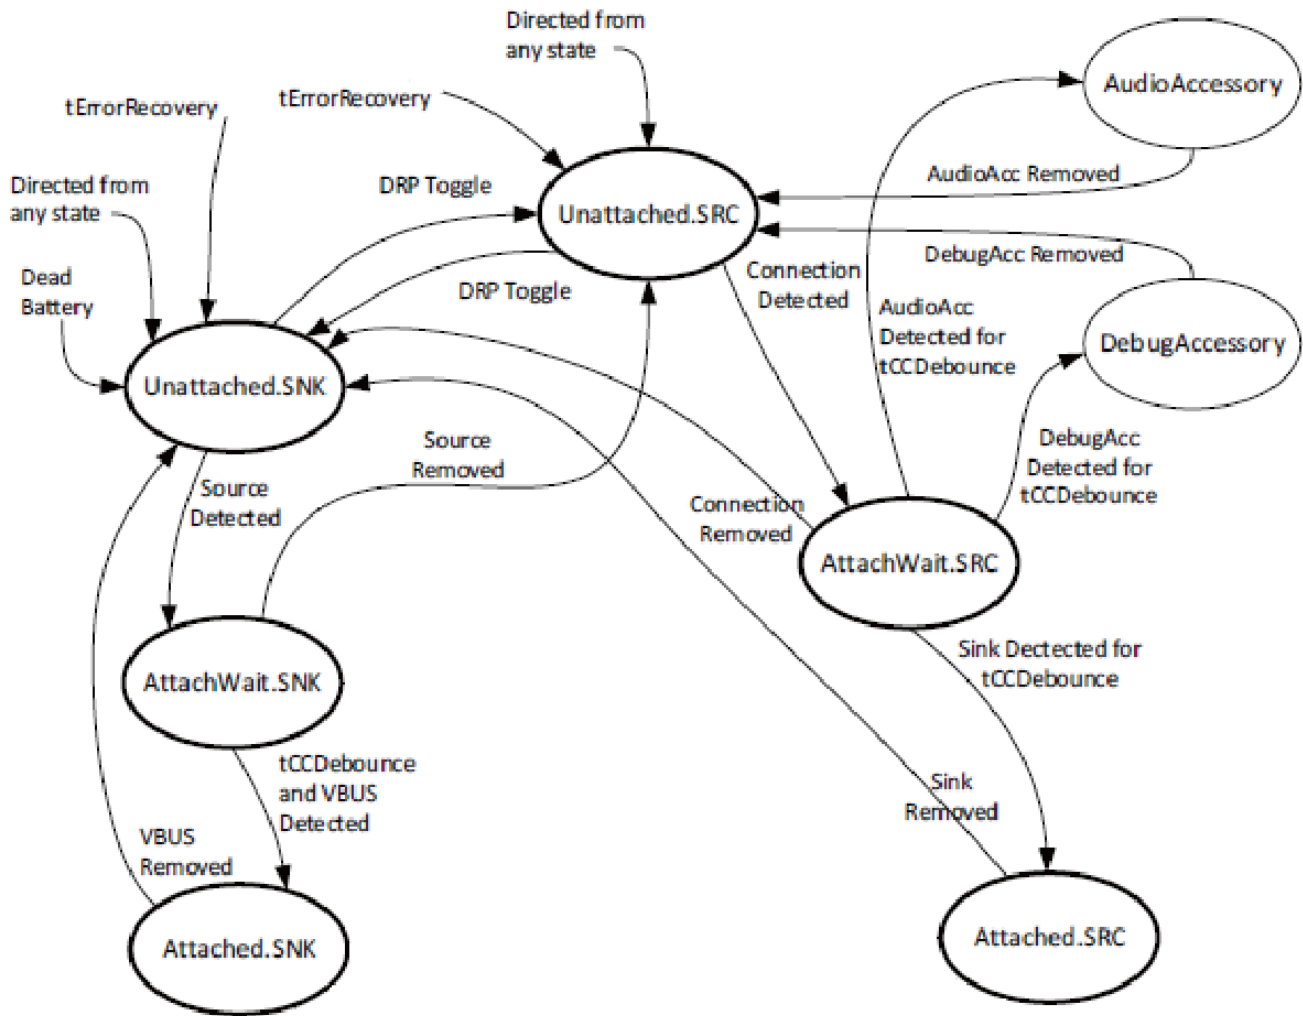 Directed from
any state
AudioAccessory
tErrorRecovery
tErrorRecovery
AudioAcc Removed
DRP Toggle
Directed from
any state
Unattached.SRC
DebugAcc Removed
Connection
Detected
Dead
Battery
DRP Toggle
AudioAcc
Detected for
tCCDebounce
DebugAccessory
Unattached.SNK
Source
Removed
DebugAcc
Detected for
tCCDebounce
Source
Detected
Connection
Removed
AttachWait.SRC
Sink Dectected for
tCCDebounce
AttachWait.SNK
tCCDebounce
and VBUS
Detected
Sink
Removed
VBUS
Removed
Attached.SNK
Attached.SRC